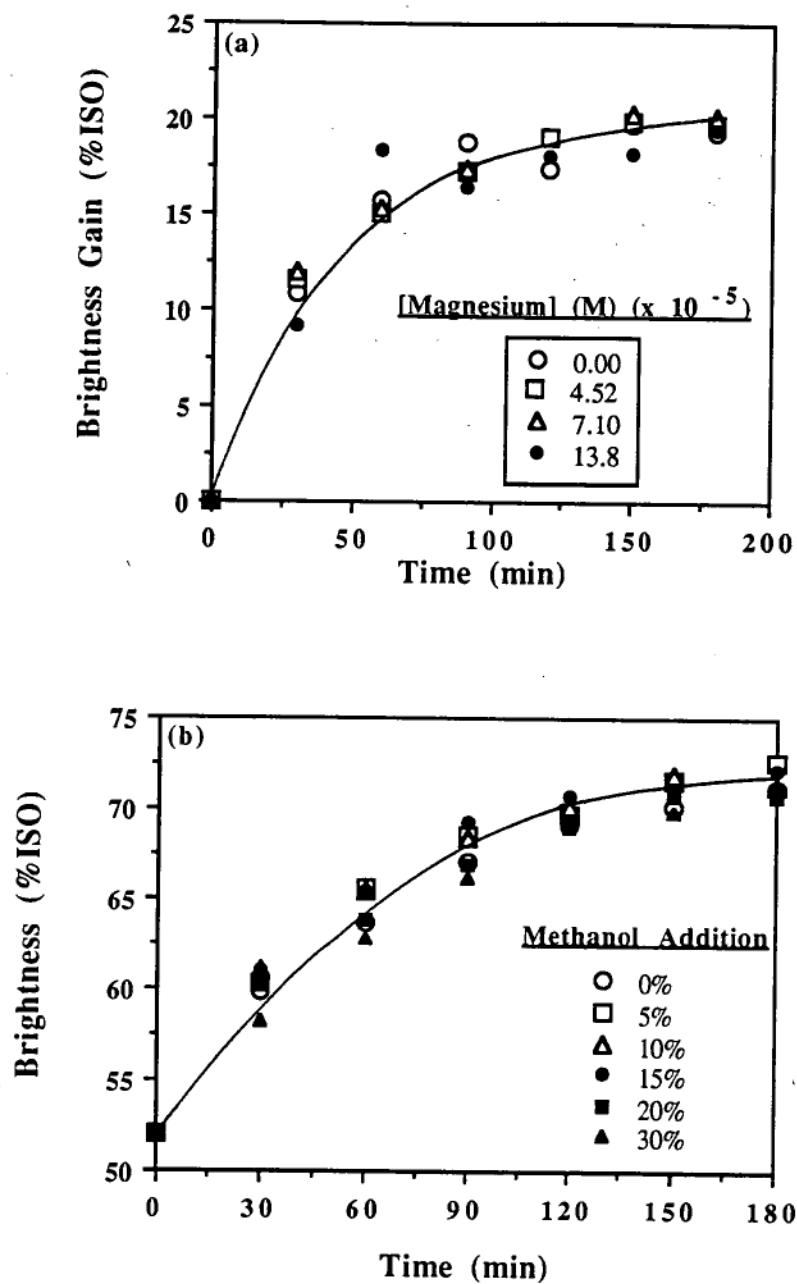 25
(a)
20
15
10
5
0
Brightness Gain (%ISO)
[Magnesium] (M) (x 10 -5)
0.00
4.52
7.10
13.8
0 50 100 150 200
Time (min)
75
(b)
70
65
60
55
50
Brightness (%ISO)
Methanol Addition
0%
5%
10%
15%
20%
30%
0 30 60 90 120 150 180
Time (min)